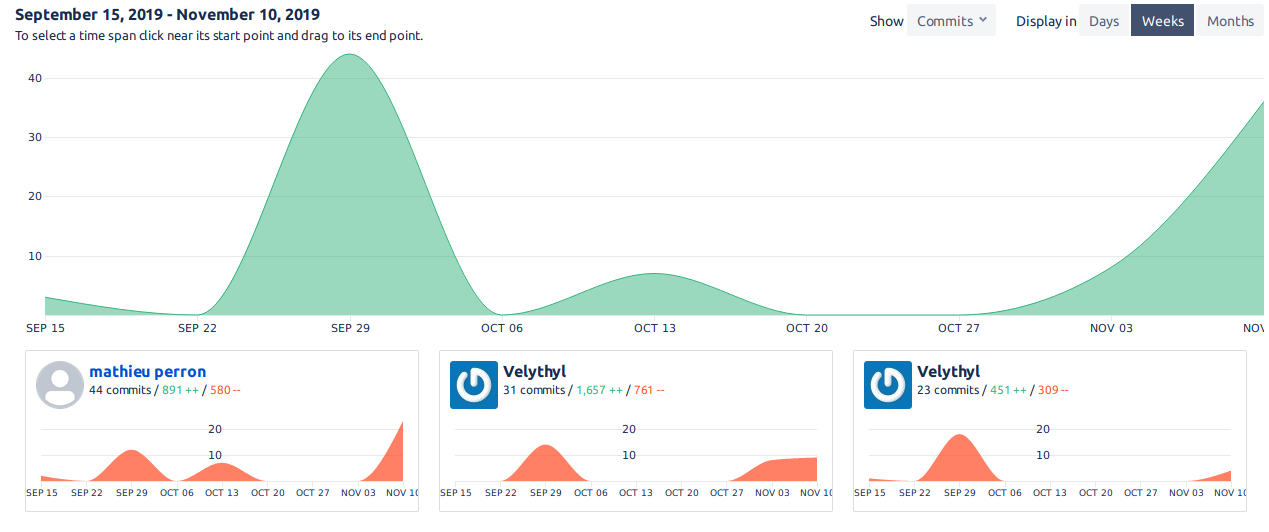 September 15, 2019 - November 10, 2019
Show Commits Display in Days Weeks Months
To select a time span click near its start point and drag to its end point.
40
30
20
10
SEP 15 SEP 22 SEP 29 OCT 06 OCT 13 OCT 20 OCT 27 NOV 03 NOV
mathieu perron
44 commits / 891 ++ / 580 --
20
10
SEP 15 SEP 22 SEP 29 OCT 06 OCT 13 OCT 20 OCT 27 NOV 03 NOV 10
Velythyl
31 commits / 1,657 ++ / 761 --
20
10
SEP 15 SEP 22 SEP 29 OCT 06 OCT 13 OCT 20 OCT 27 NOV 03 NOV 10
Velythyl
23 commits / 451 ++ / 309 --
20
10
SEP 15 SEP 22 SEP 29 OCT 06 OCT 13 OCT 20 OCT 27 NOV 03 NOV 10